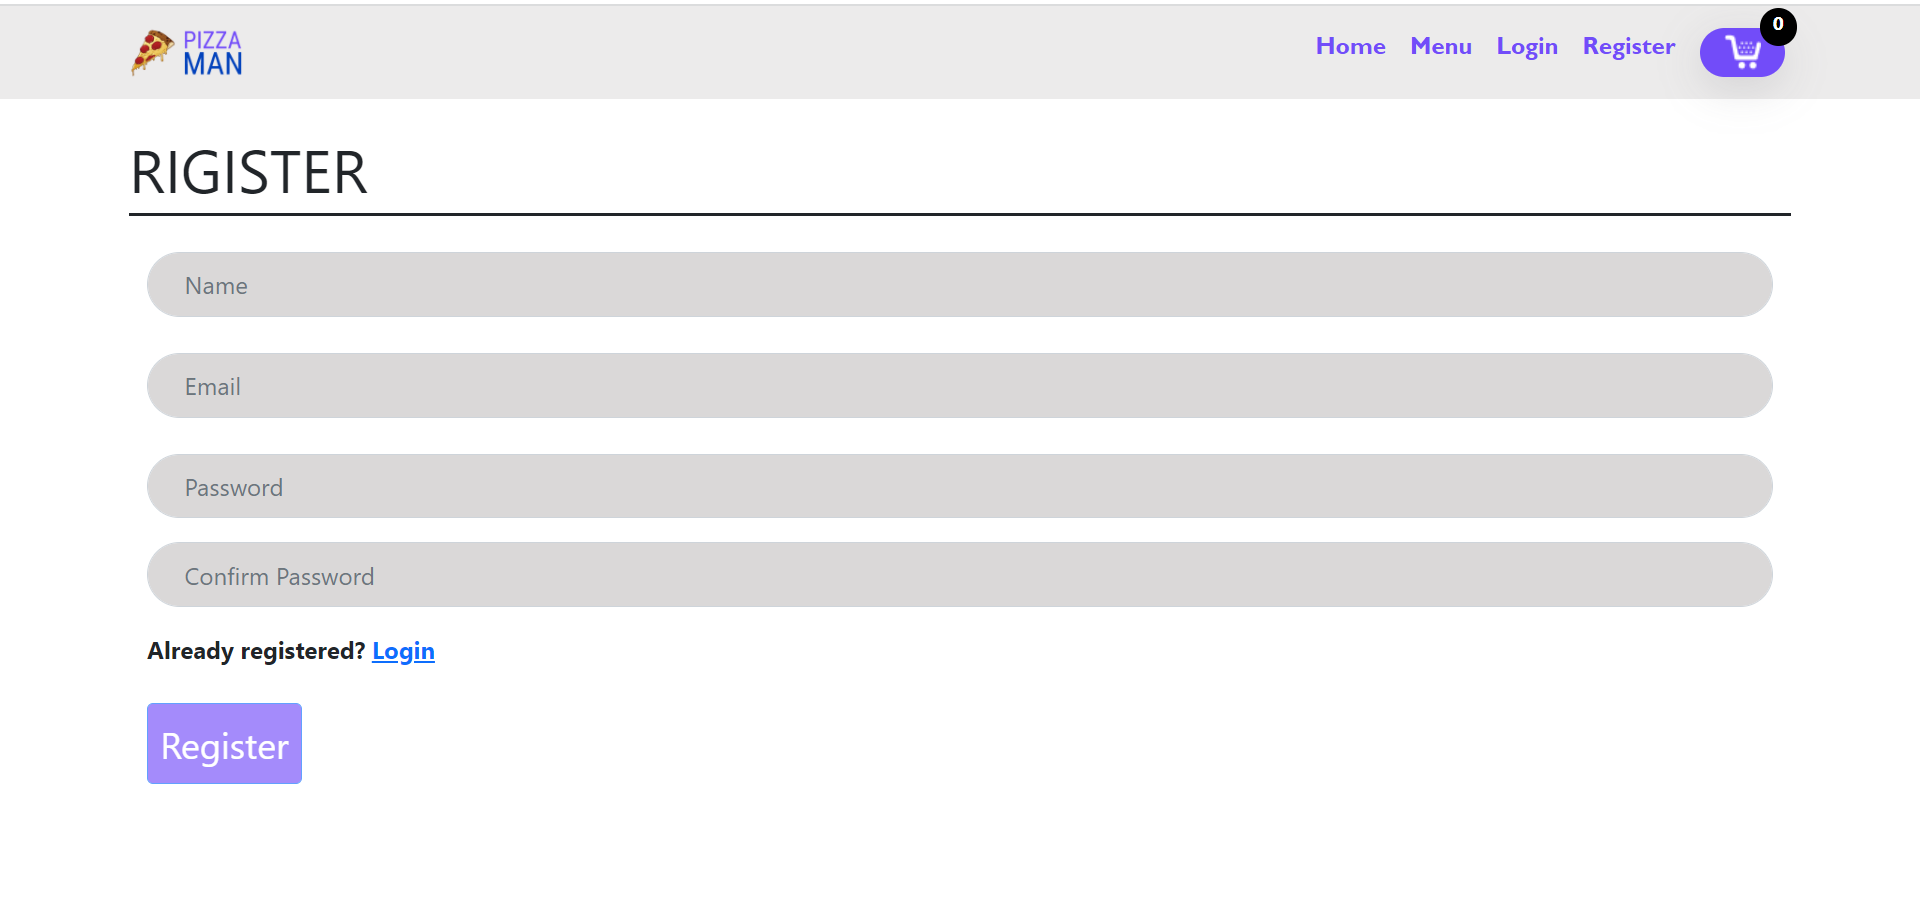 PIZZA
MAN
Home Menu Login Register 0
RIGISTER
Name
Email
Password
Confirm Password
Already registered? Login
Register